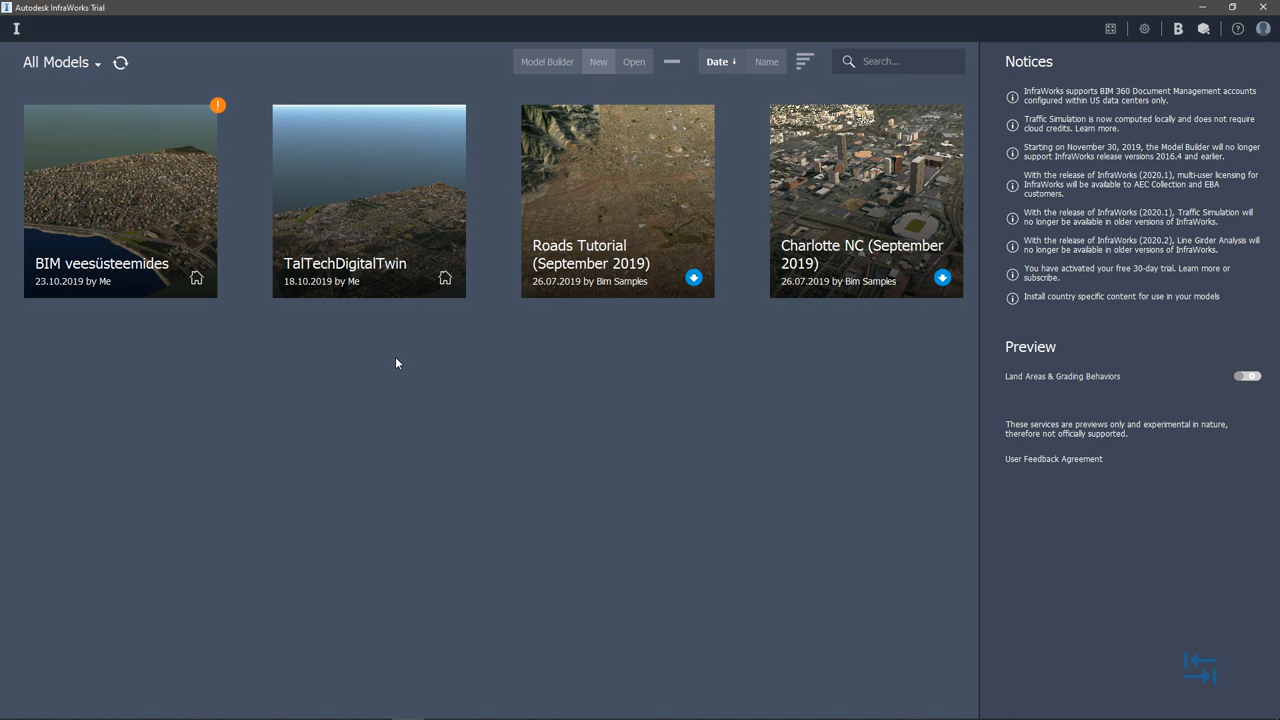 Autodesk InfraWorks Trial
All Models
Model Builder
New
Open
Date ↓
Name
Search...
BIM veesüsteemides
23.10.2019 by Me
TalTechDigitalTwin
18.10.2019 by Me
Roads Tutorial
(September 2019)
26.07.2019 by Bim Samples
Charlotte NC (September
2019)
26.07.2019 by Bim Samples
Notices
InfraWorks supports BIM 360 Document Management accounts
configured within US data centers only.
Traffic Simulation is now computed locally and does not require
cloud credits. Learn more.
Starting on November 30, 2019, the Model Builder will no longer
support InfraWorks release versions 2016.4 and earlier.
With the release of InfraWorks (2020.1), multi-user licensing for
InfraWorks will be available to AEC Collection and EBA
customers.
With the release of InfraWorks (2020.1), Traffic Simulation will
no longer be available in older versions of InfraWorks.
With the release of InfraWorks (2020.2), Line Girder Analysis will
no longer be available in older versions of InfraWorks.
You have activated your free 30-day trial. Learn more or
subscribe.
Install country specific content for use in your models
Preview
Land Areas & Grading Behaviors
These services are previews only and experimental in nature,
therefore not officially supported.
User Feedback Agreement